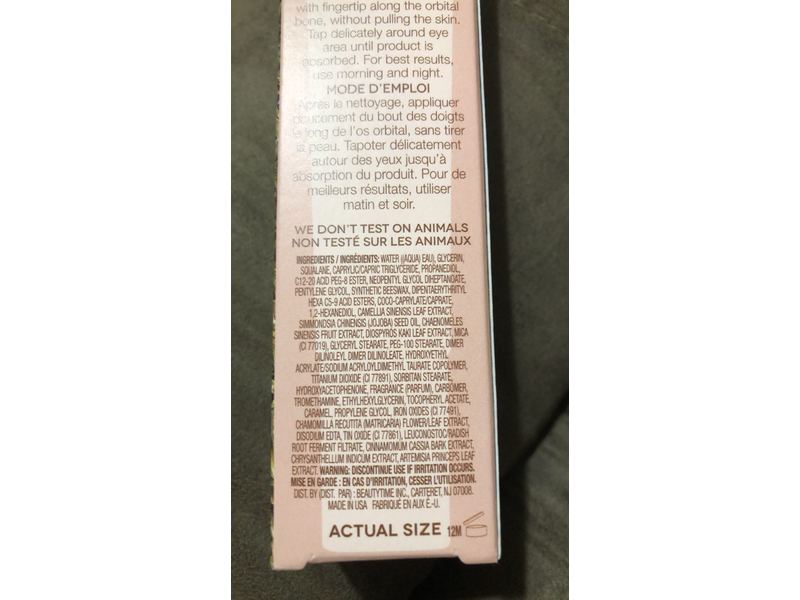 with fingertip along the orbital
bone, without pulling the skin.
Tap delicately around eye
area until product is
absorbed. For best results,
use morning and night.
MODE D'EMPLOI
Après le nettoyage, appliquer
doucement du bout des doigts
le long de l'os orbital, sans tirer
la peau. Tapoter délicatement
autour des yeux jusqu'à
absorption du produit. Pour de
meilleurs résultats, utiliser
matin et soir.
WE DON'T TEST ON ANIMALS
NON TESTÉ SUR LES ANIMAUX
INGREDIENTS / INGRÉDIENTS: WATER ((AQUA) EAU), GLYCERIN,
SQUALANE, CAPRYLIC/CAPRIC TRIGLYCERIDE, PROPANEDIOL,
C12-20 ACID PEG-8 ESTER, NEOPENTYL GLYCOL DIHEPTANOATE,
PENTYLENE GLYCOL, SYNTHETIC BEESWAX, DIPENTAERYTHRITYL
HEXA C5-9 ACID ESTERS, COCO-CAPRYLATE/CAPRATE,
1,2-HEXANEDIOL, CAMELLIA SINENSIS LEAF EXTRACT,
SIMMONDSIA CHINENSIS (JOJOBA) SEED OIL, CHAENOMELES
SINENSIS FRUIT EXTRACT, DIOSPYROS KAKI LEAF EXTRACT, MICA
(CI 77019), GLYCERYL STEARATE, PEG-100 STEARATE, DIMER
DILINOLEYL DIMER DILINOLEATE, HYDROXYETHYL
ACRYLATE/SODIUM ACRYLOYLDIMETHYL TAURATE COPOLYMER,
TITANIUM DIOXIDE (CI 77891), SORBITAN STEARATE,
HYDROXYACETOPHENONE, FRAGRANCE (PARFUM), CARBOMER,
TROMETHAMINE, ETHYLHEXYLGLYCERIN, TOCOPHERYL ACETATE,
CARAMEL, PROPYLENE GLYCOL, IRON OXIDES (CI 77491),
CHAMOMILLA RECUTITA (MATRICARIA) FLOWER/LEAF EXTRACT,
DISODIUM EDTA, TIN OXIDE (CI 77861), LEUCONOSTOC/RADISH
ROOT FERMENT FILTRATE, CINNAMOMUM CASSIA BARK EXTRACT,
CHRYSANTHELLUM INDICUM EXTRACT, ARTEMISIA PRINCEPS LEAF
EXTRACT. WARNING: DISCONTINUE USE IF IRRITATION OCCURS.
MISE EN GARDE : EN CAS D'IRRITATION, CESSER L'UTILISATION.
DIST. BY (DIST. PAR) : BEAUTYTIME INC., CARTERET, NJ 07008.
MADE IN USA FABRIQUÉ EN AUX É.-U.
ACTUAL SIZE 12M